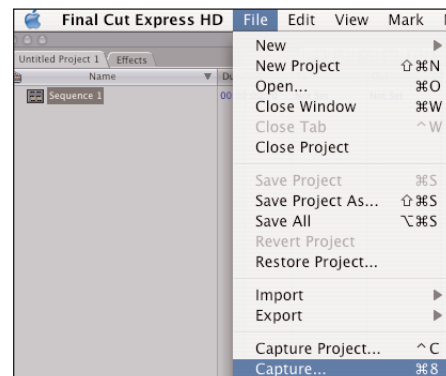 Final Cut Express HD File Edit View Mark
Untitled Project 1 Effects
Name
Sequence 1
New
New Project ⇧⌘N
Open... ⌘O
Close Window ⌘W
Close Tab ^W
Close Project
Save Project ⌘S
Save Project As... ⇧⌘S
Save All ⌥⌘S
Revert Project
Restore Project...
Import
Export
Capture Project... ^C
Capture... ⌘8